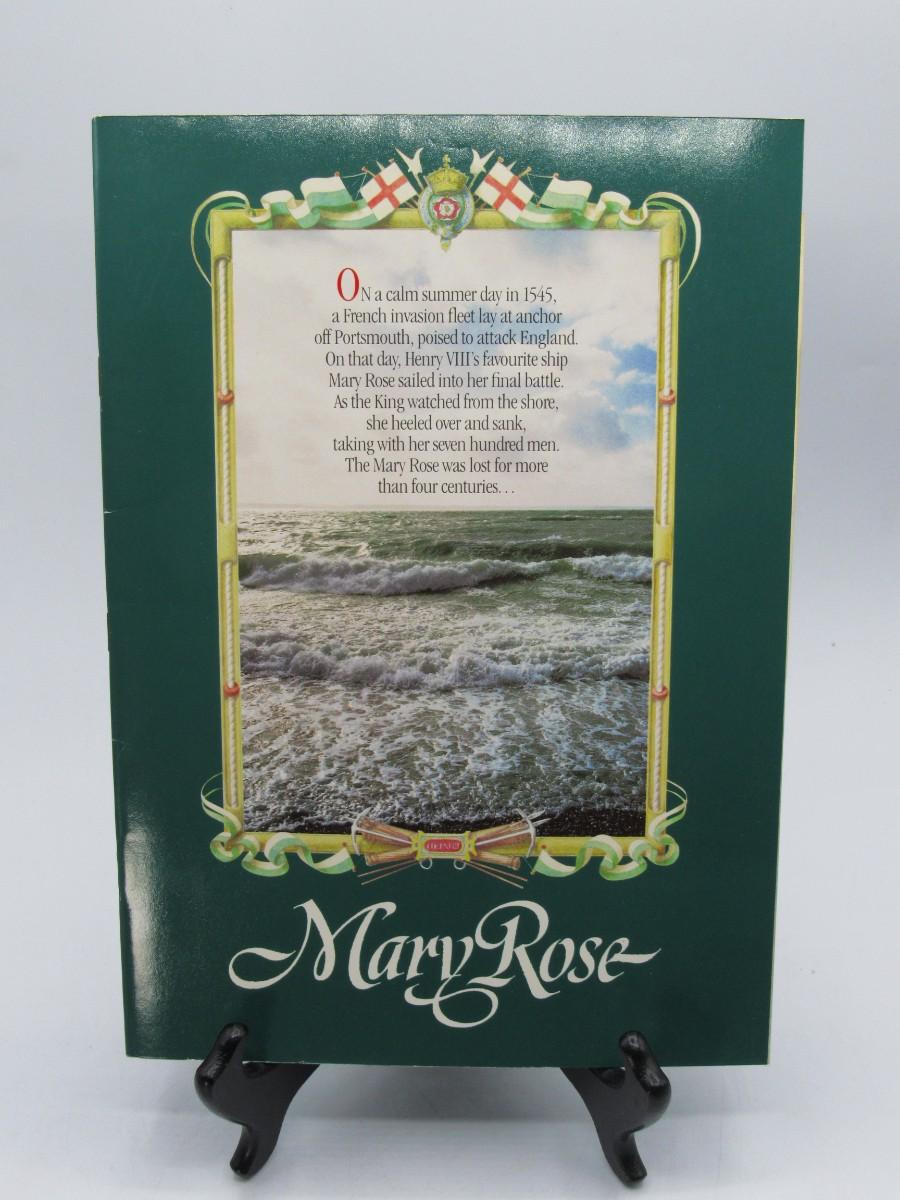 ON a calm summer day in 1545,
a French invasion fleet lay at anchor
off Portsmouth, poised to attack England.
On that day, Henry VIII's favourite ship
Mary Rose sailed into her final battle.
As the King watched from the shore,
she heeled over and sank,
taking with her seven hundred men.
The Mary Rose was lost for more
than four centuries...
Mary Rose